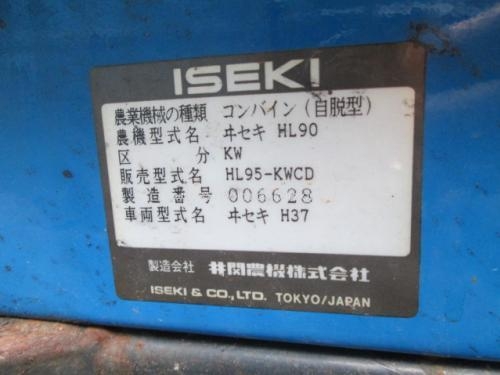 ISEKI
農業機械の種類 コンバイン(自脱型)
農機型式名 ヰセキ HL90
区分 KW
販売型式名 HL95-KWCD
製造番号 006628
車両型式名 ヰセキ H37
製造会社 井関農機株式会社
ISEKI & CO., LTD. TOKYO/JAPAN